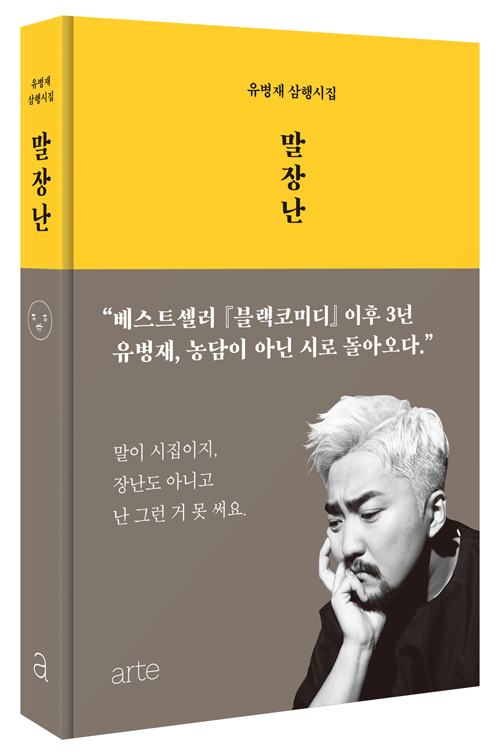 유병재
삼행시집
말장난
a
유병재 삼행시집
말
장
난
“베스트셀러 『블랙코미디』 이후 3년
유병재, 농담이 아닌 시로 돌아오다.”
말이 시집이지,
장난도 아니고
난 그런 거 못 써요.
arte